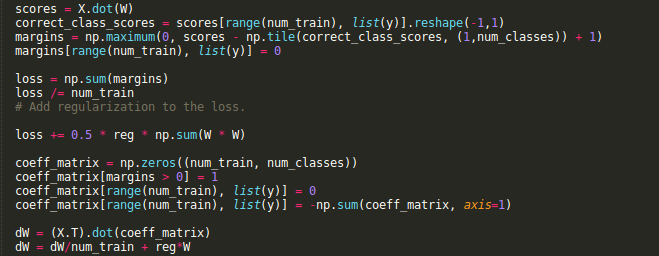 scores = X.dot(W)
correct_class_scores = scores[range(num_train), list(y)].reshape(-1,1)
margins = np.maximum(0, scores - np.tile(correct_class_scores, (1,num_classes)) + 1)
margins[range(num_train), list(y)] = 0
loss = np.sum(margins)
loss /= num_train
# Add regularization to the loss.
loss += 0.5 * reg * np.sum(W * W)
coeff_matrix = np.zeros((num_train, num_classes))
coeff_matrix[margins > 0] = 1
coeff_matrix[range(num_train), list(y)] = 0
coeff_matrix[range(num_train), list(y)] = -np.sum(coeff_matrix, axis=1)
dW = (X.T).dot(coeff_matrix)
dW = dW/num_train + reg*W